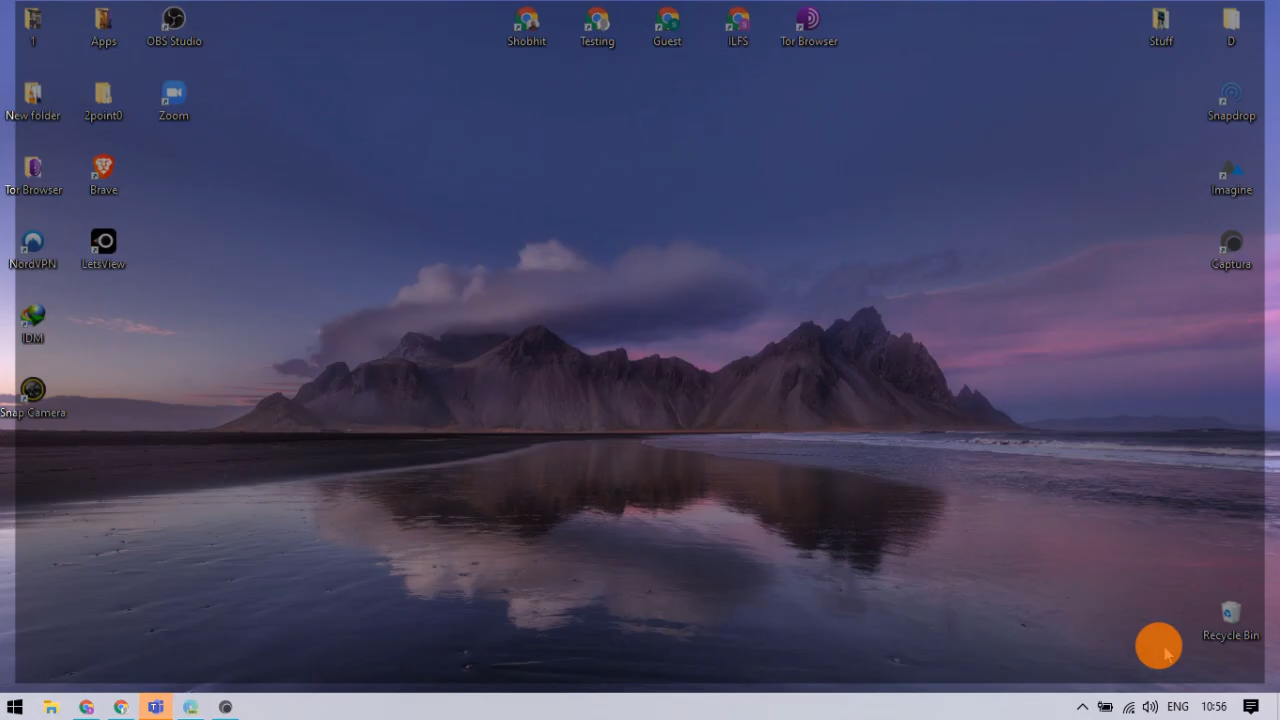 1
Apps
OBS Studio
Shobhit
Testing
Guest
ILFS
Tor Browser
Stuff
D
New folder
2point0
Zoom
Snapdrop
Tor Browser
Brave
Imagine
NordVPN
LetsView
Captura
IDM
Snap Camera
Recycle Bin
ENG
10:56